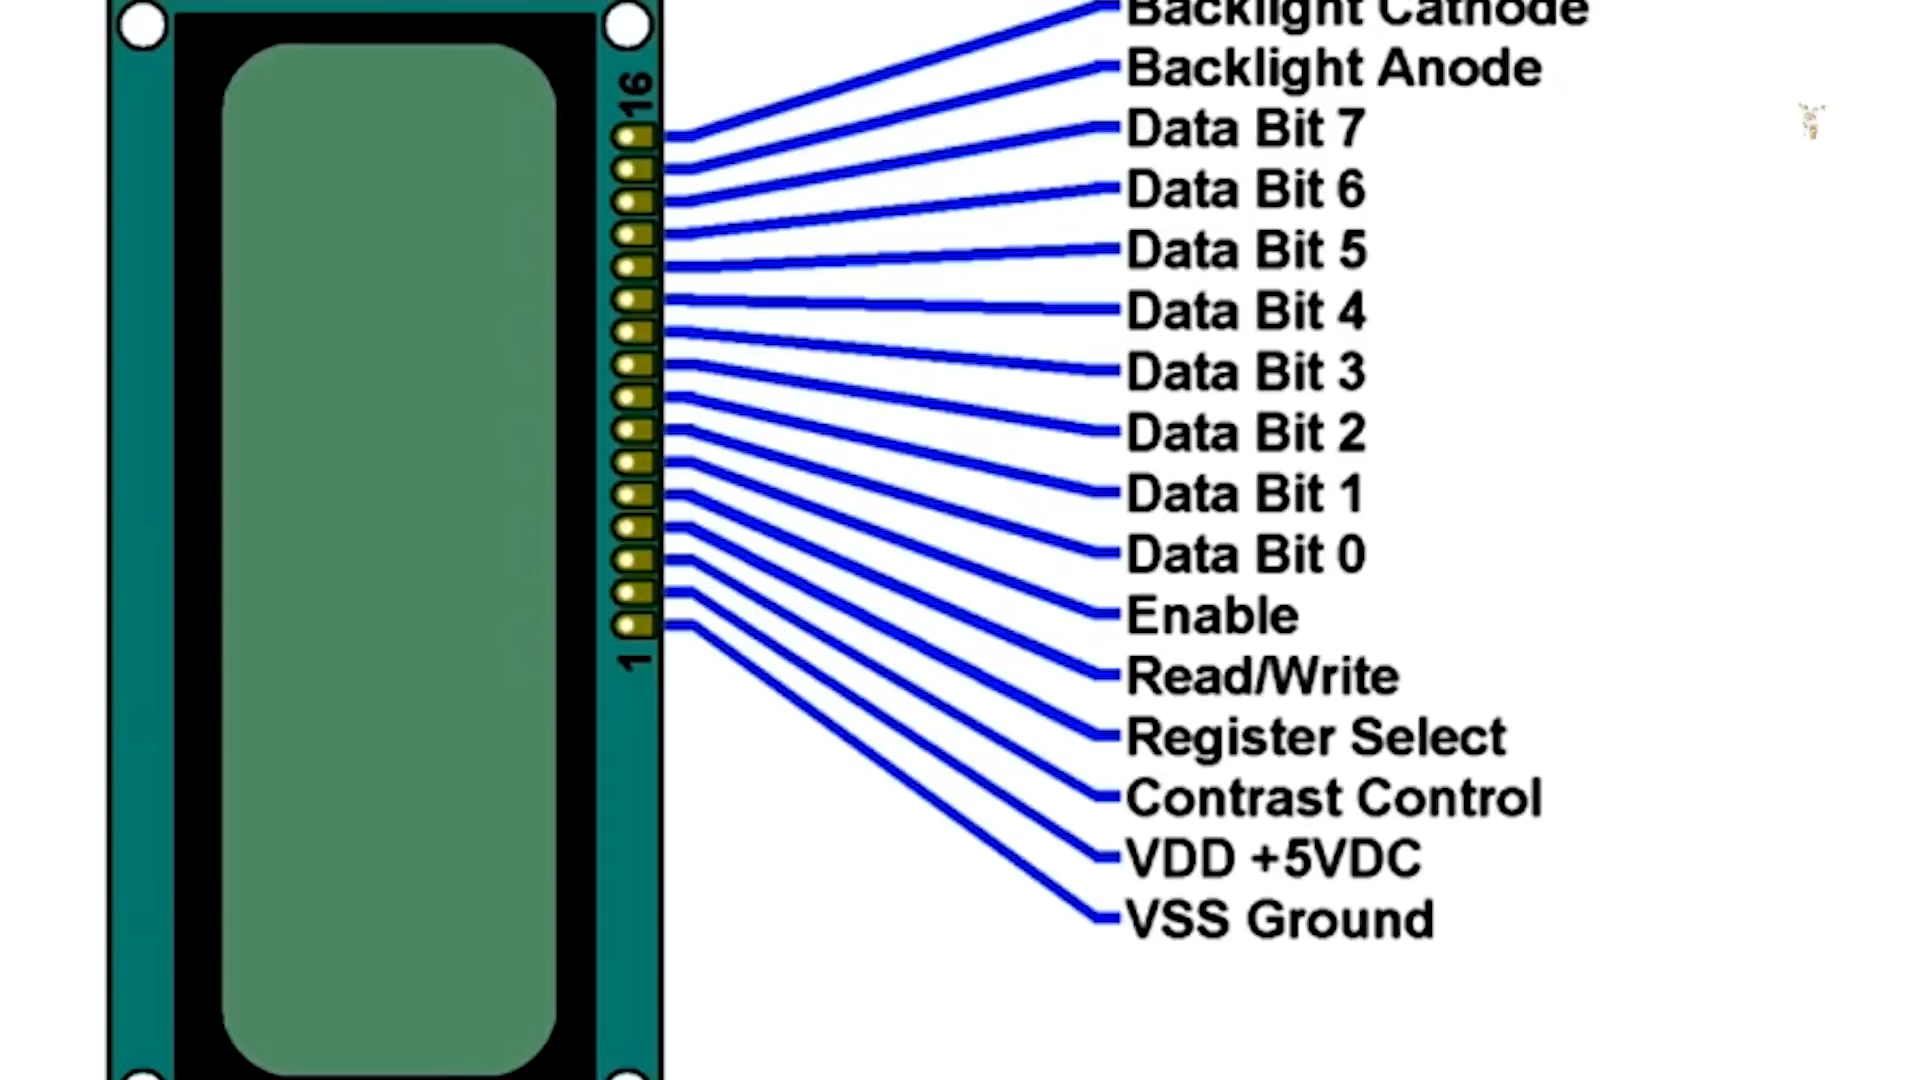 Backlight Cathode
16
Backlight Anode
Data Bit 7
Data Bit 6
Data Bit 5
Data Bit 4
Data Bit 3
Data Bit 2
Data Bit 1
Data Bit 0
Enable
1
Read/Write
Register Select
Contrast Control
VDD +5VDC
VSS Ground